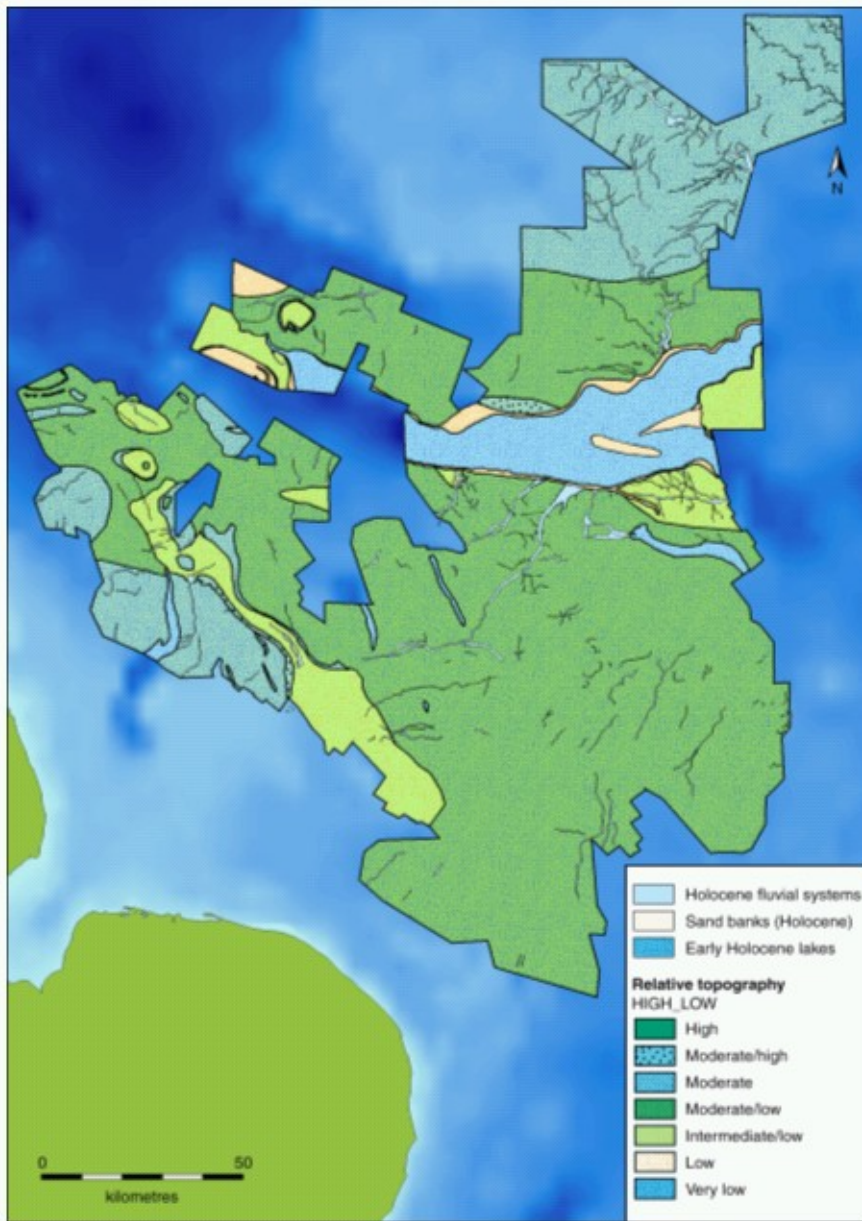 N
Holocene fluvial systems
Sand banks (Holocene)
Early Holocene lakes
Relative topography
HIGH_LOW
High
Moderate/high
Moderate
Moderate/low
Intermediate/low
Low
Very low
0 50
kilometres